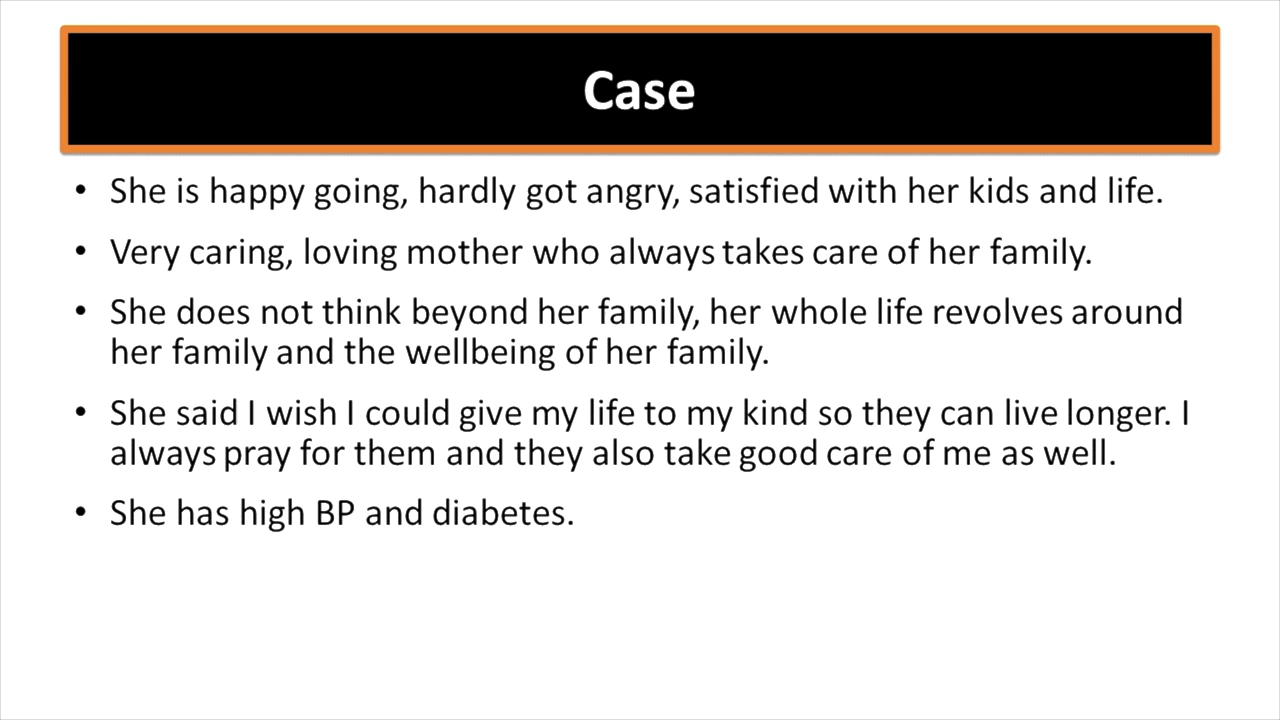 Case
• She is happy going, hardly got angry, satisfied with her kids and life.
• Very caring, loving mother who always takes care of her family.
• She does not think beyond her family, her whole life revolves around
her family and the wellbeing of her family.
• She said I wish I could give my life to my kind so they can live longer. I
always pray for them and they also take good care of me as well.
• She has high BP and diabetes.